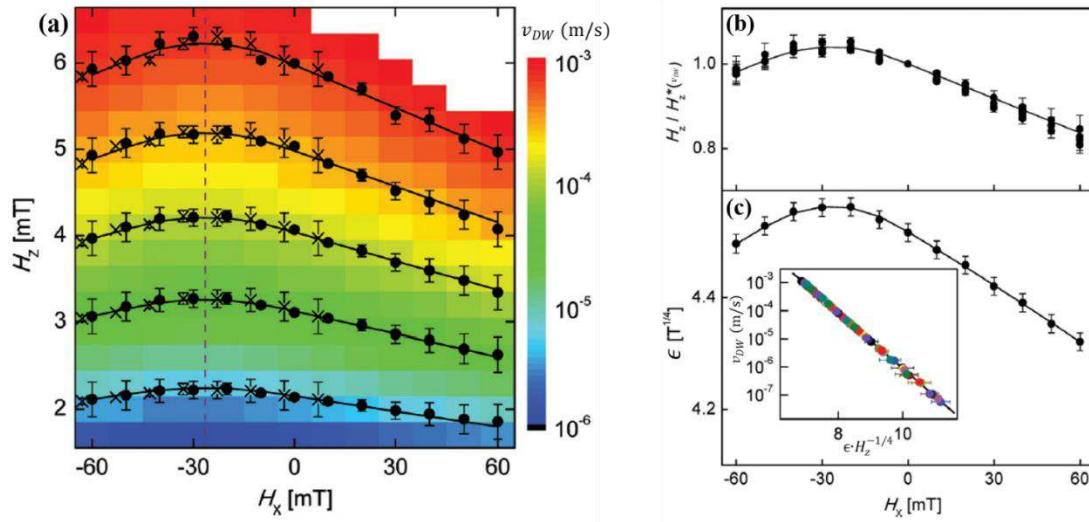 (a)
v_DW (m/s)
10⁻³
10⁻⁴
10⁻⁵
10⁻⁶
6
5
4
3
2
H_z [mT]
-60 -30 0 30 60
H_x [mT]
(b)
1.0
0.8
H_z / H_z*(v_DW)
(c)
4.4
4.2
ϵ [T^1/4]
v_DW (m/s)
10⁻³
10⁻⁴
10⁻⁵
10⁻⁶
10⁻⁷
8 10
ϵ·H_z^-1/4
-60 -30 0 30 60
H_x [mT]